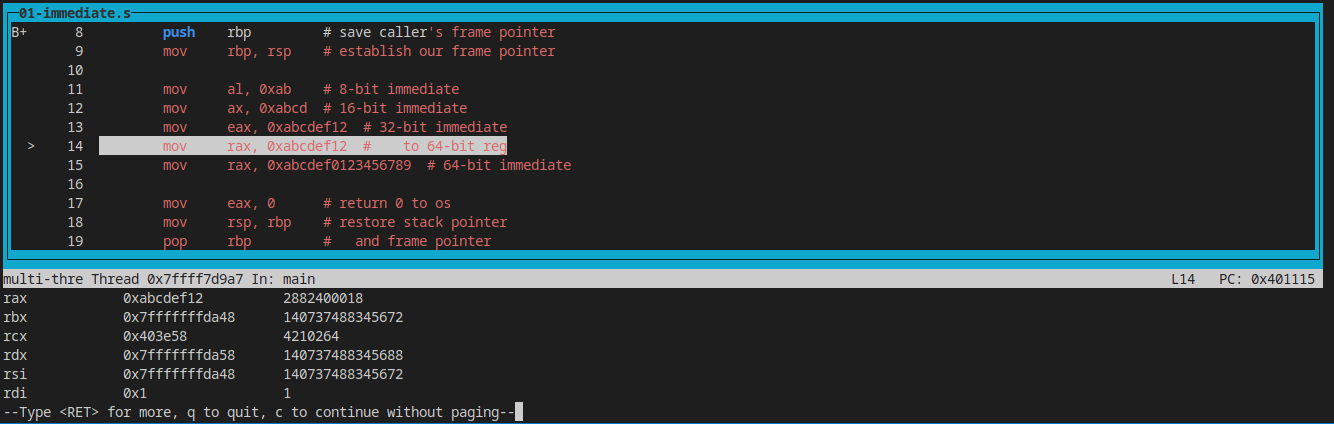 01-immediate.s
B+ 8 push rbp # save caller's frame pointer
9 mov rbp, rsp # establish our frame pointer
10
11 mov al, 0xab # 8-bit immediate
12 mov ax, 0xabcd # 16-bit immediate
13 mov eax, 0xabcdef12 # 32-bit immediate
> 14 mov rax, 0xabcdef12 # to 64-bit reg
15 mov rax, 0xabcdef0123456789 # 64-bit immediate
16
17 mov eax, 0 # return 0 to os
18 mov rsp, rbp # restore stack pointer
19 pop rbp # and frame pointer
multi-thre Thread 0x7ffff7d9a7 In: main L14 PC: 0x401115
rax 0xabcdef12 2882400018
rbx 0x7fffffffda48 140737488345672
rcx 0x403e58 4210264
rdx 0x7fffffffda58 140737488345688
rsi 0x7fffffffda48 140737488345672
rdi 0x1 1
--Type <RET> for more, q to quit, c to continue without paging--